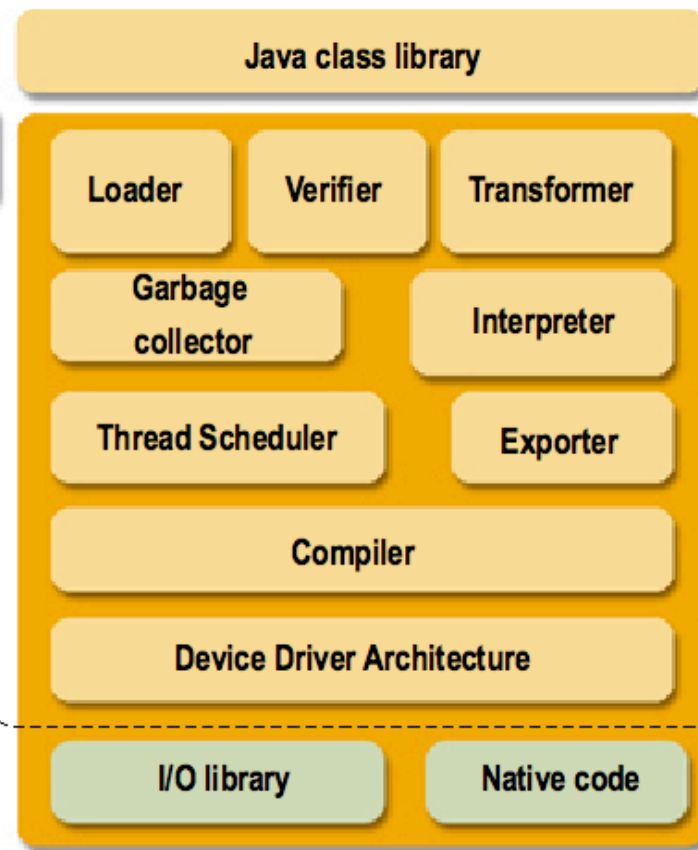 Java class library
Loader
Verifier
Transformer
Garbage
collector
Interpreter
Thread Scheduler
Exporter
Compiler
Device Driver Architecture
I/O library
Native code